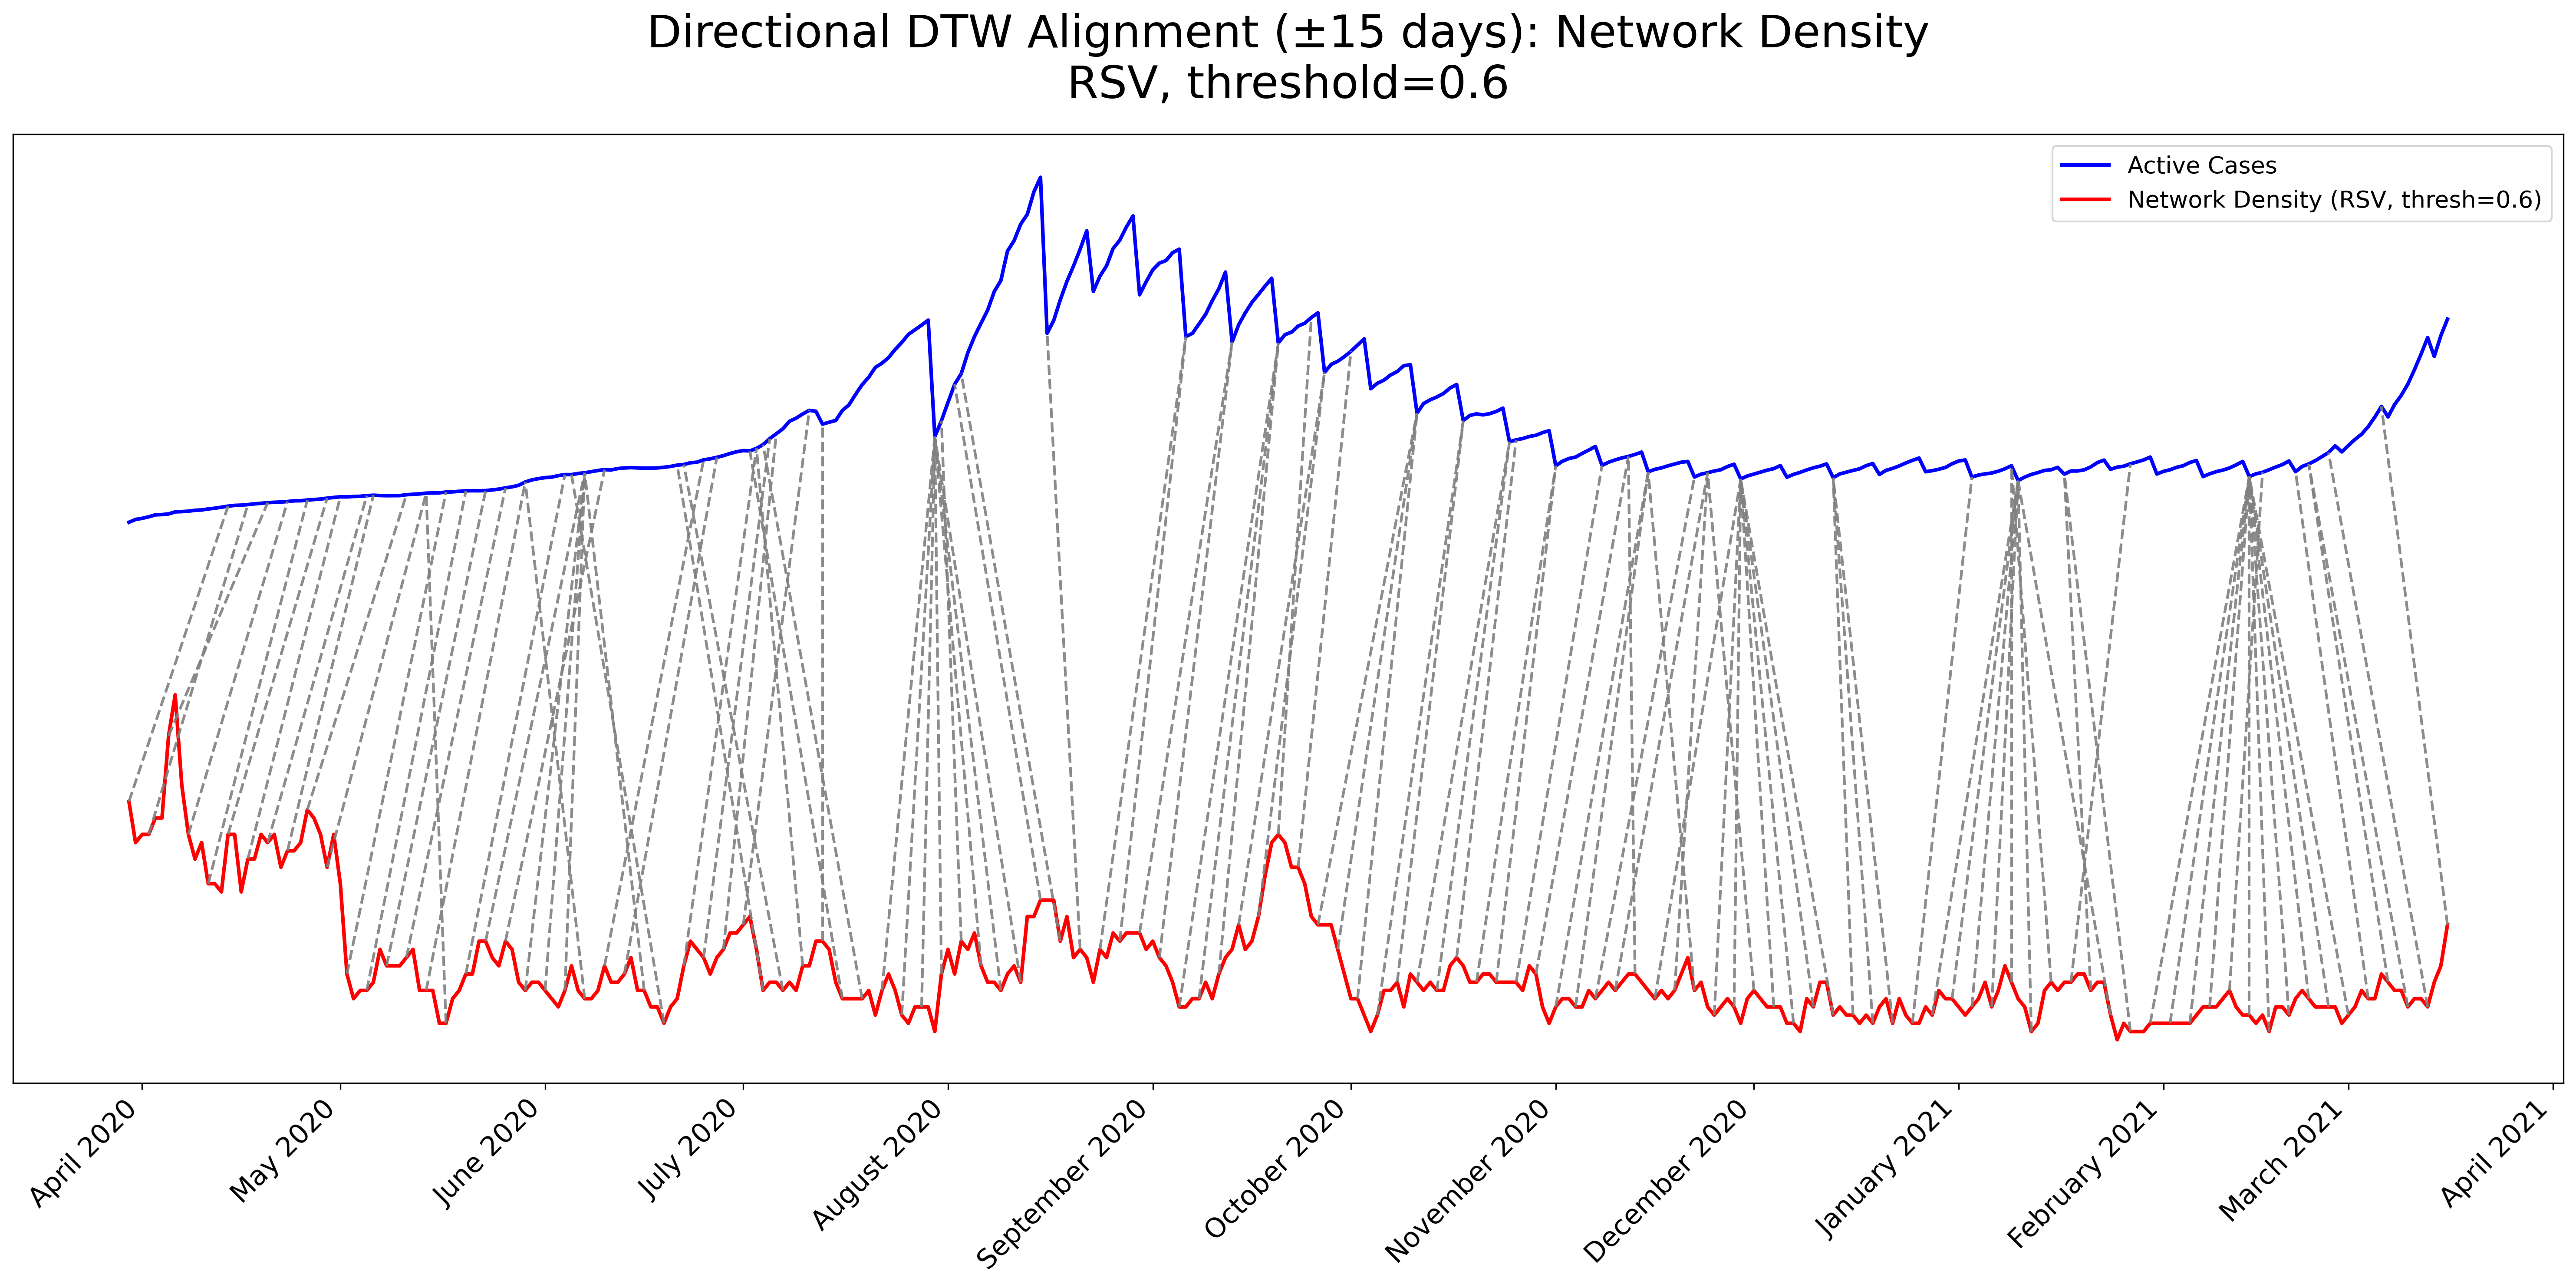 Directional DTW Alignment (±15 days): Network Density
RSV, threshold=0.6
Active Cases
Network Density (RSV, thresh=0.6)
April 2020
May 2020
June 2020
July 2020
August 2020
September 2020
October 2020
November 2020
December 2020
January 2021
February 2021
March 2021
April 2021